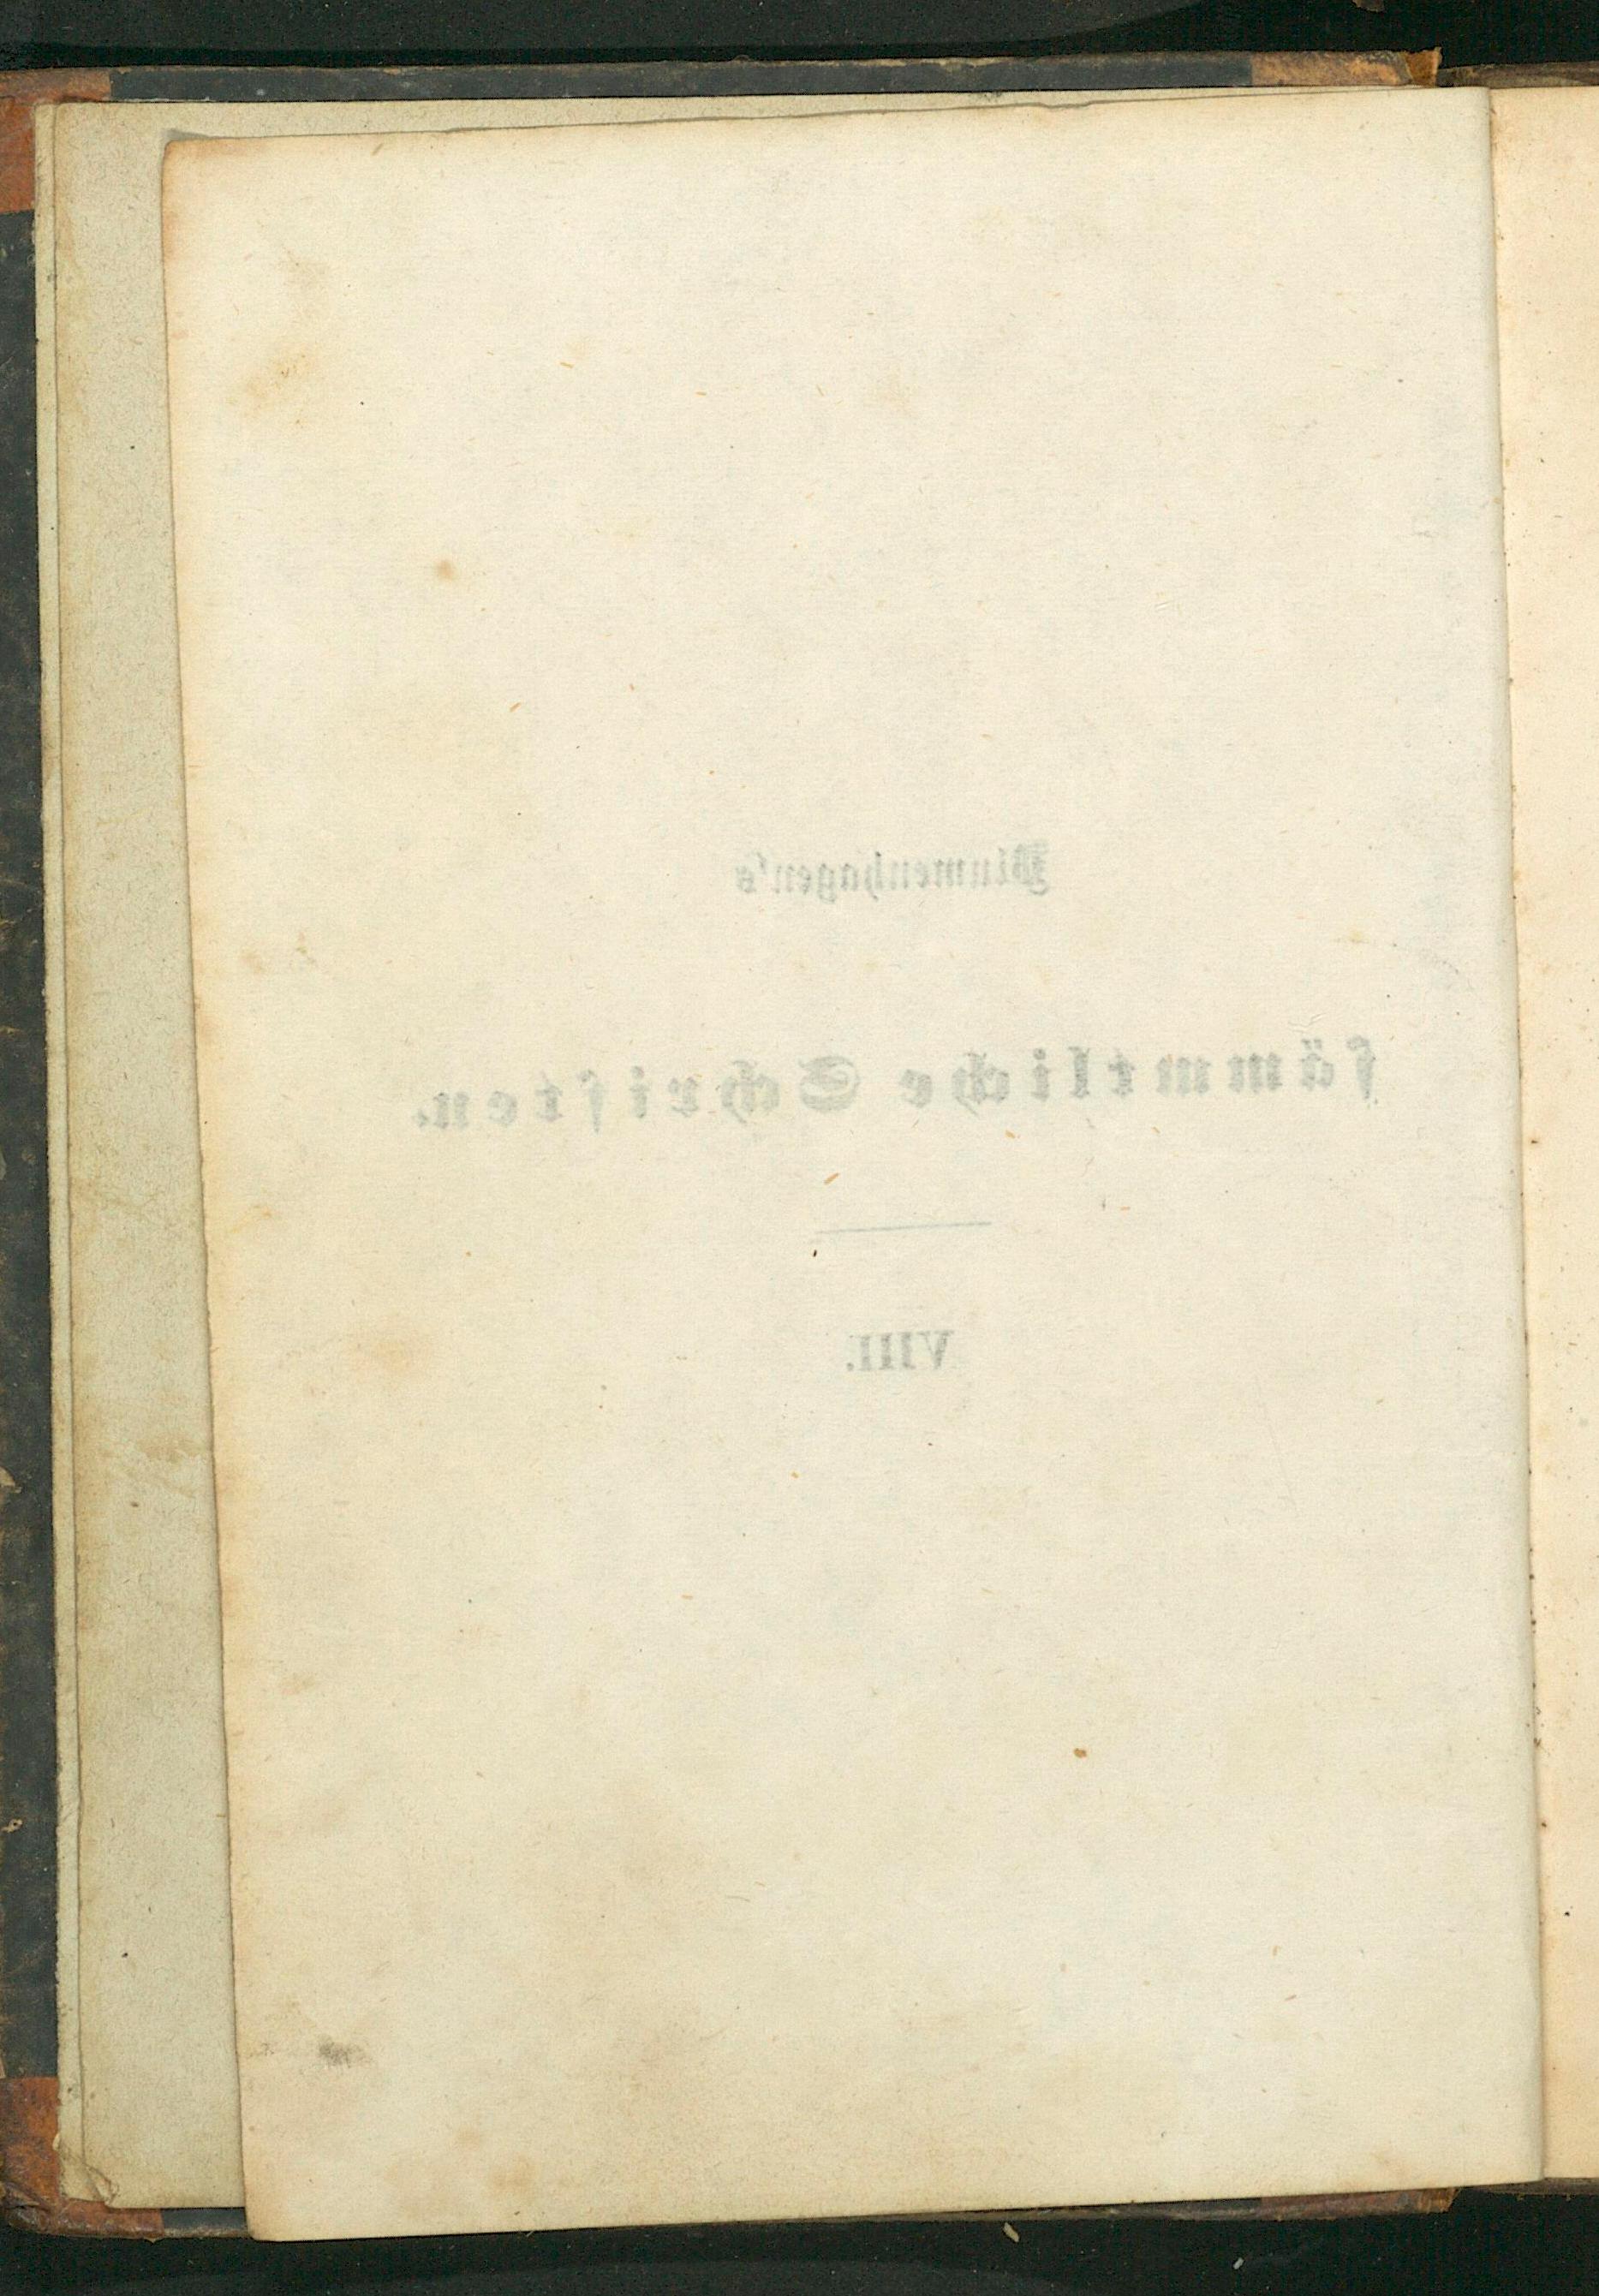 Blumenhagen's
sämmtliche Schriften.
VIII.